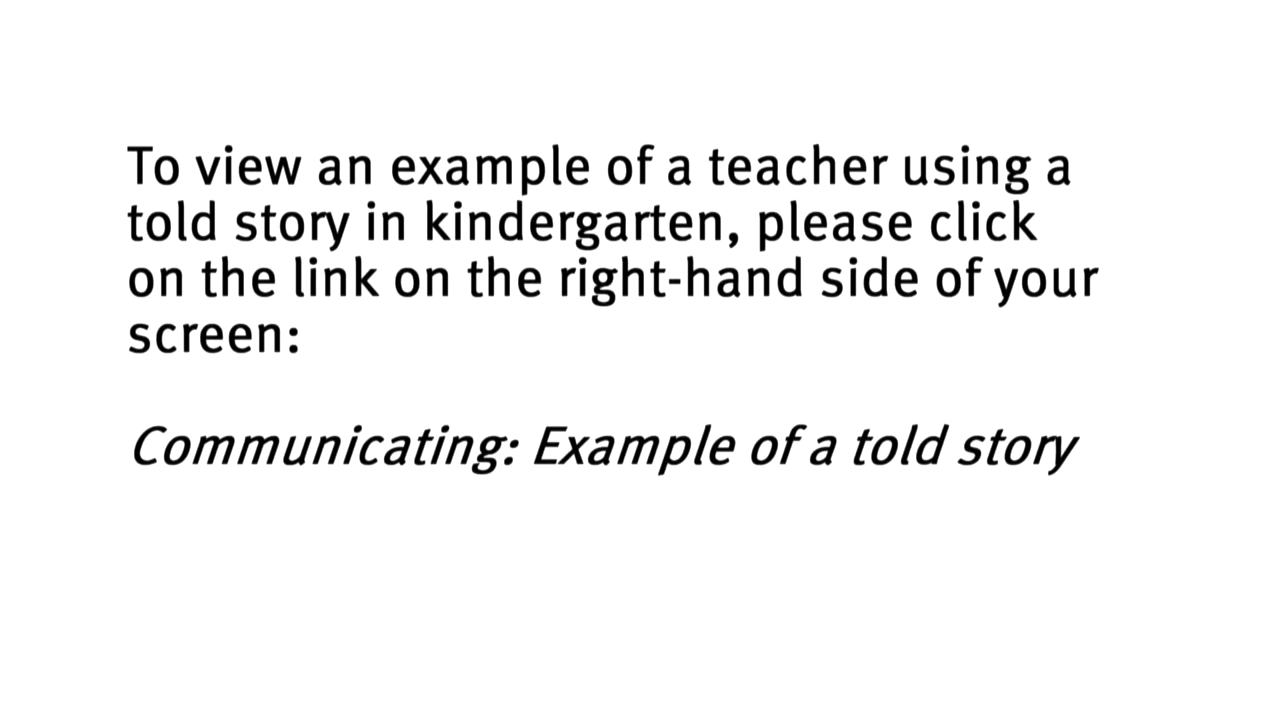 To view an example of a teacher using a
told story in kindergarten, please click
on the link on the right-hand side of your
screen:
Communicating: Example of a told story